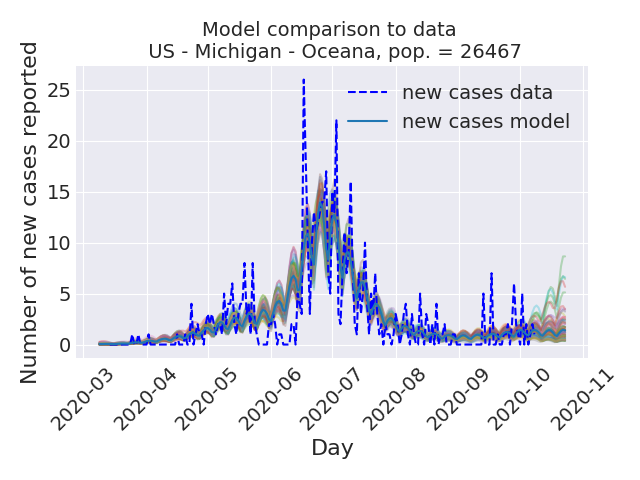 Model comparison to data
US - Michigan - Oceana, pop. = 26467
Number of new cases reported
25
20
15
10
5
0
new cases data
new cases model
2020-03
2020-04
2020-05
2020-06
2020-07
2020-08
2020-09
2020-10
2020-11
Day